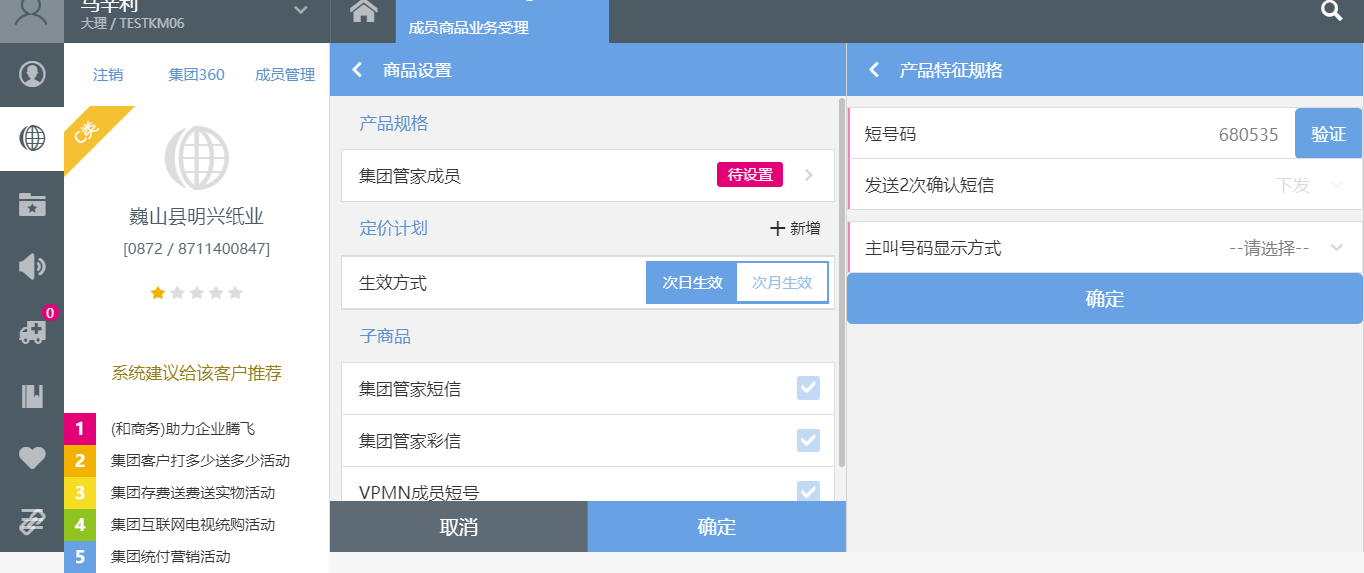 大理 / TESTKM06
成员商品业务受理
注销 集团360 成员管理
C类
巍山县明兴纸业
[0872 / 8711400847]
0
系统建议给该客户推荐
1 (和商务)助力企业腾飞
2 集团客户打多少送多少活动
3 集团存费送费送实物活动
4 集团互联网电视统购活动
5 集团统付营销活动
商品设置
产品规格
集团管家成员 待设置
定价计划 新增
生效方式 次日生效 次月生效
子商品
集团管家短信
集团管家彩信
VPMN成员短号
取消 确定
产品特征规格
短号码 680535 验证
发送2次确认短信 下发
主叫号码显示方式 --请选择--
确定